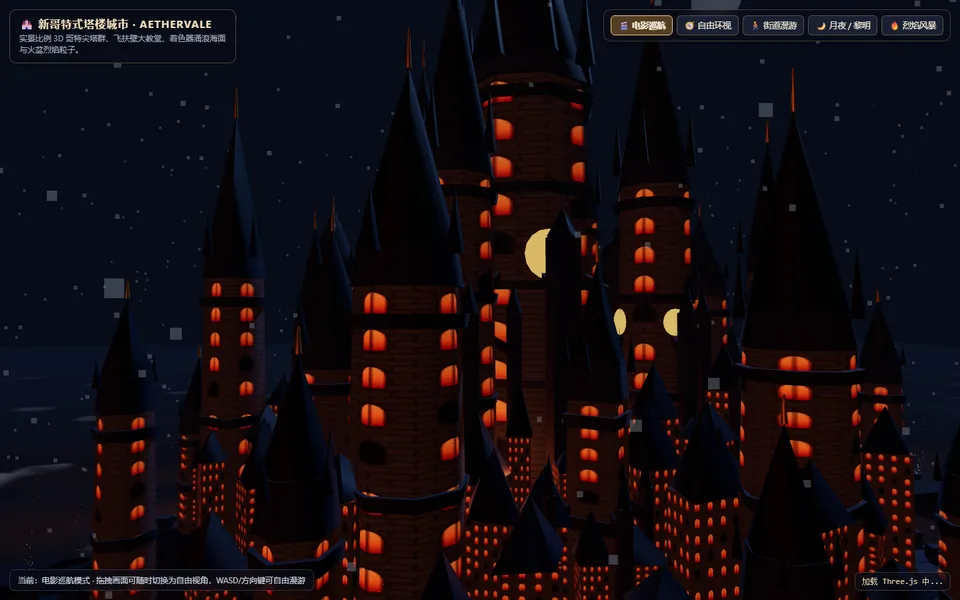 🏰 新哥特式塔楼城市 · AETHERVALE
实景比例 3D 哥特尖塔群、飞扶壁大教堂、着色器涌浪海面
与火盆烈焰粒子。
🎬 电影巡航
🧭 自由环视
🚶 街道漫游
🌙 月夜 / 黎明
🔥 烈焰风暴
当前：电影巡航模式 · 拖拽画面可随时切换为自由视角，WASD/方向键可自由漫游
加载 Three.js 中...